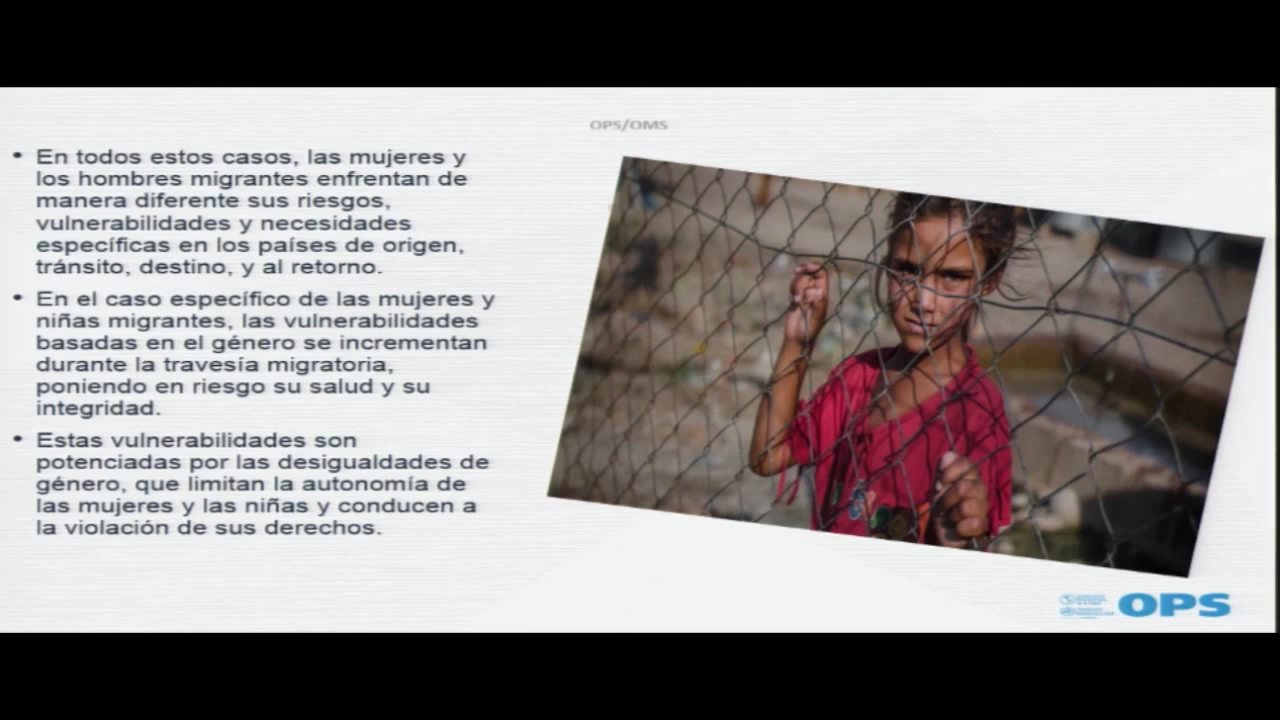 OPS/OMS
• En todos estos casos, las mujeres y
los hombres migrantes enfrentan de
manera diferente sus riesgos,
vulnerabilidades y necesidades
específicas en los países de origen,
tránsito, destino, y al retorno.
• En el caso específico de las mujeres y
niñas migrantes, las vulnerabilidades
basadas en el género se incrementan
durante la travesía migratoria,
poniendo en riesgo su salud y su
integridad.
• Estas vulnerabilidades son
potenciadas por las desigualdades de
género, que limitan la autonomía de
las mujeres y las niñas y conducen a
la violación de sus derechos.
OPS